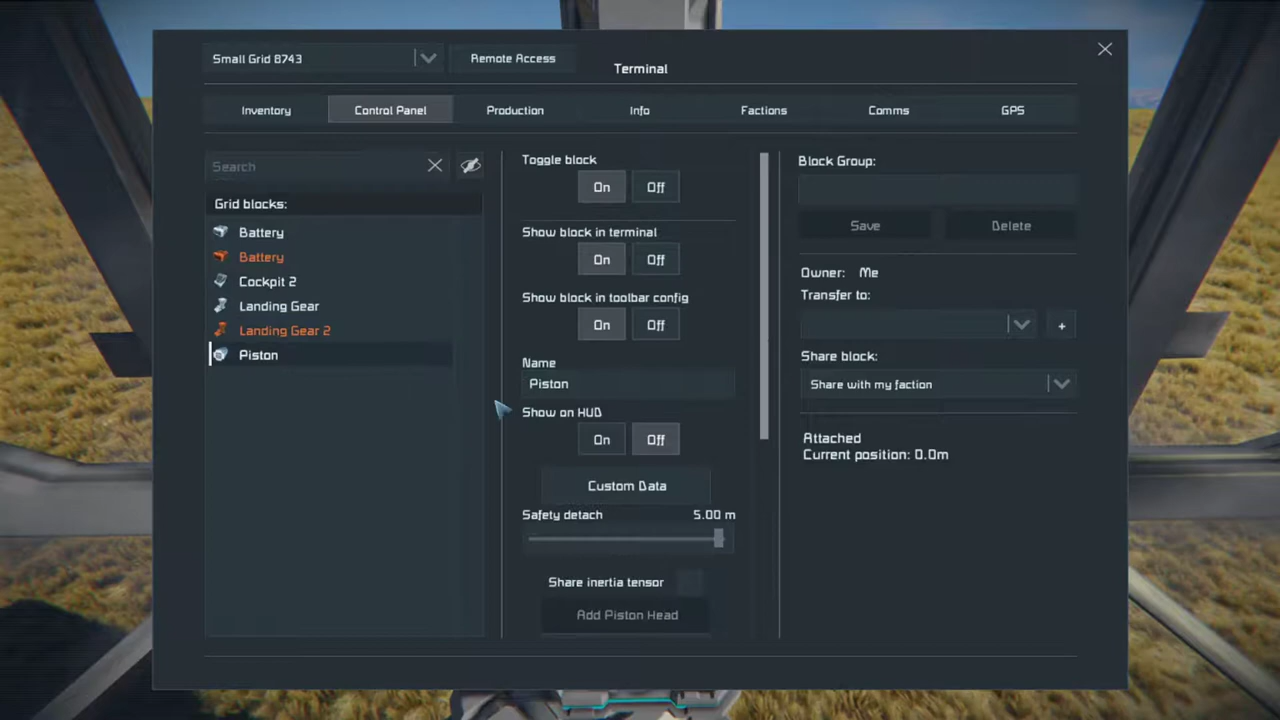 Small Grid 8743
Remote Access
Terminal
Inventory
Control Panel
Production
Info
Factions
Comms
GPS
Search
Grid blocks:
Battery
Battery
Cockpit 2
Landing Gear
Landing Gear 2
Piston
Toggle block
On Off
Show block in terminal
On Off
Show block in toolbar config
On Off
Name
Piston
Show on HUD
On Off
Custom Data
Safety detach 5.00 m
Share inertia tensor
Add Piston Head
Block Group:
Save Delete
Owner: Me
Transfer to:
+
Share block:
Share with my faction
Attached
Current position: 0.0m